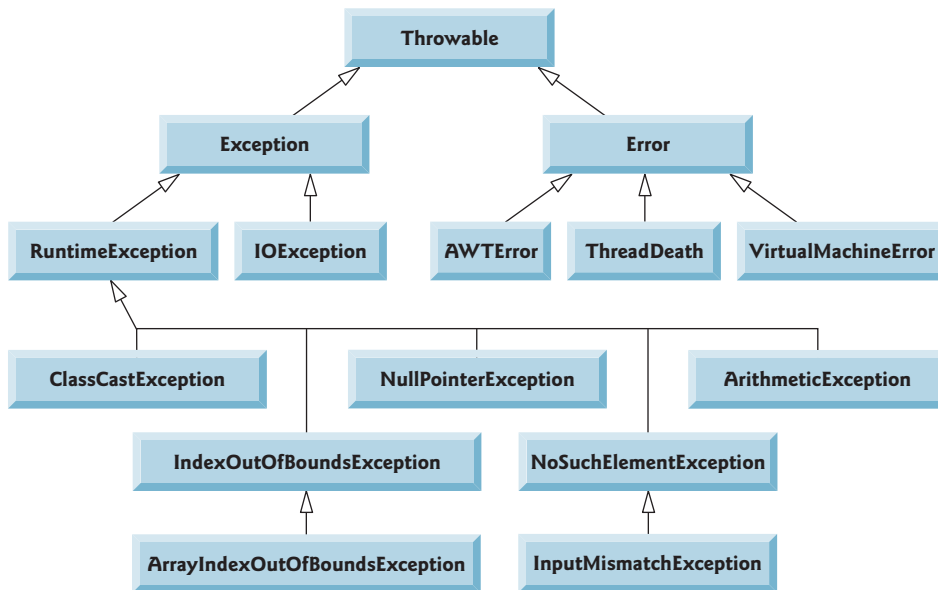 Throwable
Exception
Error
RuntimeException
IOException
AWTError
ThreadDeath
VirtualMachineError
ClassCastException
NullPointerException
ArithmeticException
IndexOutOfBoundsException
NoSuchElementException
ArrayIndexOutOfBoundsException
InputMismatchException